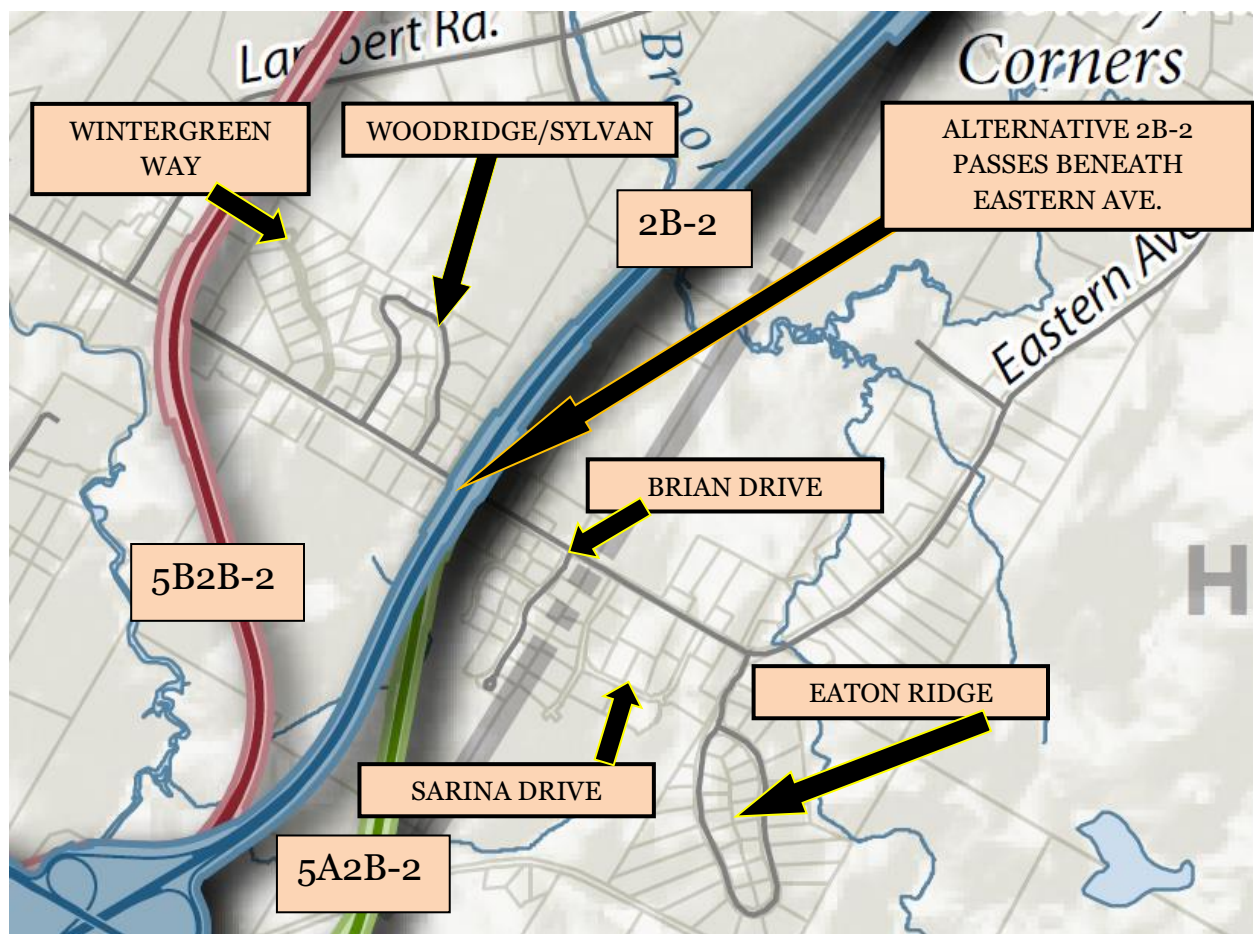 Lambert Rd.
Brook
Corners
WINTERGREEN
WAY
WOODRIDGE/SYLVAN
ALTERNATIVE 2B-2
PASSES BENEATH
EASTERN AVE.
2B-2
Eastern Ave
BRIAN DRIVE
5B2B-2
H
EATON RIDGE
SARINA DRIVE
5A2B-2